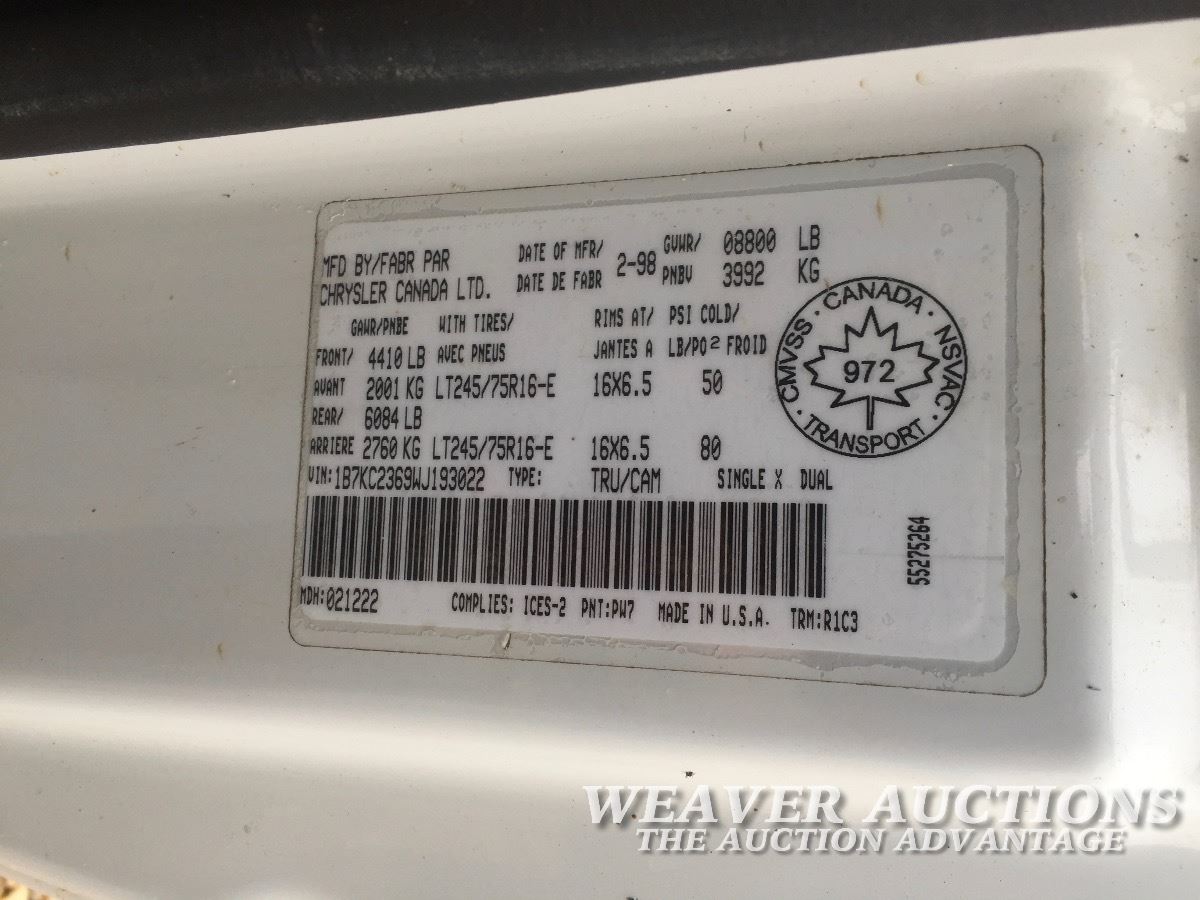 MFD BY/FABR PAR DATE OF MFR/ 2-98 GVWR/ 08800 LB
CHRYSLER CANADA LTD. DATE DE FABR PNBV 3992 KG
GAWR/PNBE WITH TIRES/ RIMS AT/ PSI COLD/
FRONT/ 4410 LB AVEC PNEUS JANTES A LB/PO² FROID
AVANT 2001 KG LT245/75R16-E 16X6.5 50
REAR/ 6084 LB
ARRIERE 2760 KG LT245/75R16-E 16X6.5 80
VIN:1B7KC2369WJ193022 TYPE: TRU/CAM SINGLE X DUAL
MDH:021222 COMPLIES: ICES-2 PNT:PW7 MADE IN U.S.A. TRM:R1C3
55275264
CMVSS · CANADA · NSVAC · TRANSPORT ·
972
WEAVER AUCTIONS
THE AUCTION ADVANTAGE